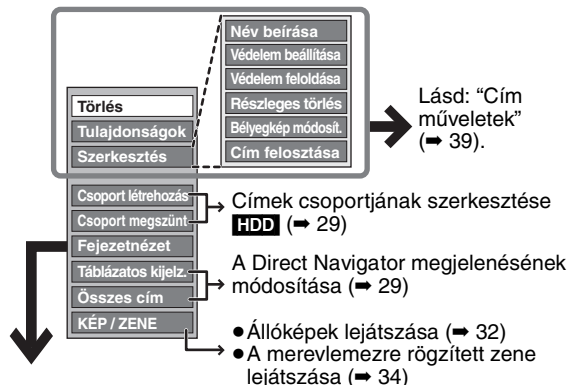 Név beírása
Védelem beállítása
Védelem feloldása
Részleges törlés
Bélyegkép módosít.
Cím felosztása
Törlés
Tulajdonságok
Szerkesztés
Lásd: “Cím
műveletek”
(➡ 39).
Csoport létrehozás
Csoport megszünt
Fejezetnézet
Táblázatos kijelz.
Összes cím
KÉP / ZENE
Címek csoportjának szerkesztése
HDD (➡ 29)
A Direct Navigator megjelenésének
módosítása (➡ 29)
●Állóképek lejátszása (➡ 32)
●A merevlemezre rögzített zene
lejátszása (➡ 34)